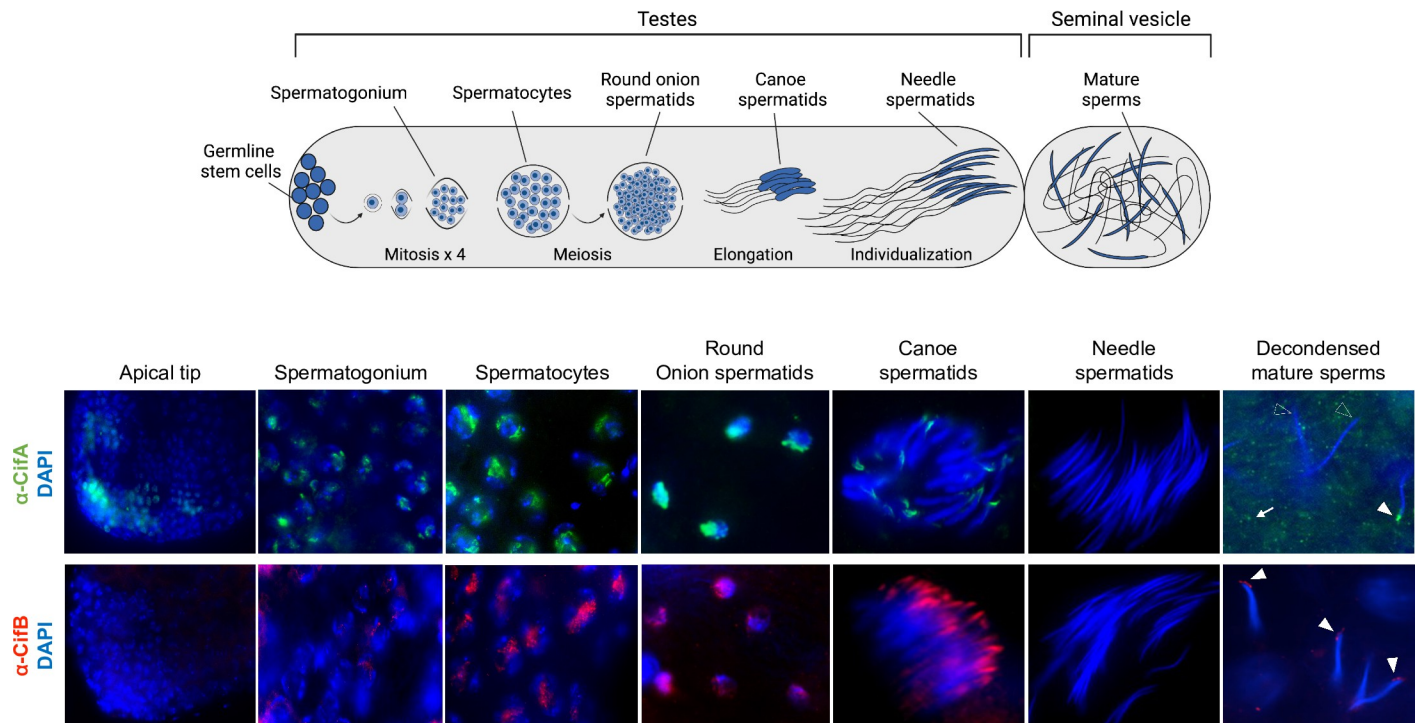 Testes
Seminal vesicle
Spermatogonium
Spermatocytes
Round onion
spermatids
Canoe
spermatids
Needle
spermatids
Mature
sperms
Germline
stem cells
Mitosis x 4
Meiosis
Elongation
Individualization
Apical tip
Spermatogonium
Spermatocytes
Round
Onion spermatids
Canoe
spermatids
Needle
spermatids
Decondensed
mature sperms
α-CifA
DAPI
α-CifB
DAPI